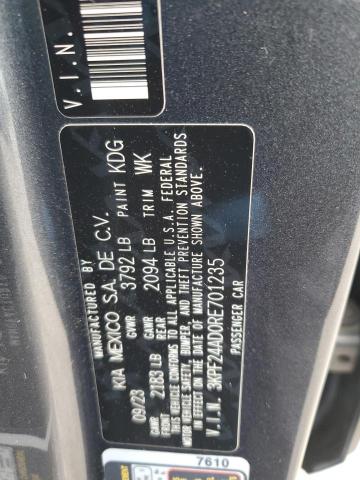 V.I.N.
MANUFACTURED BY
KIA MEXICO S.A. DE C.V.
GVWR 3792 LB PAINT KDG
09/23 GAWR GAWR
FRONT 2183 LB REAR 2094 LB TRIM WK
THIS VEHICLE CONFORMS TO ALL APPLICABLE U.S.A. FEDERAL
MOTOR VEHICLE SAFETY, BUMPER, AND THEFT PREVENTION STANDARDS
IN EFFECT ON THE DATE OF MANUFACTURE SHOWN ABOVE.
V.I.N. 3KPF24AD0RE701235
PASSENGER CAR
7610